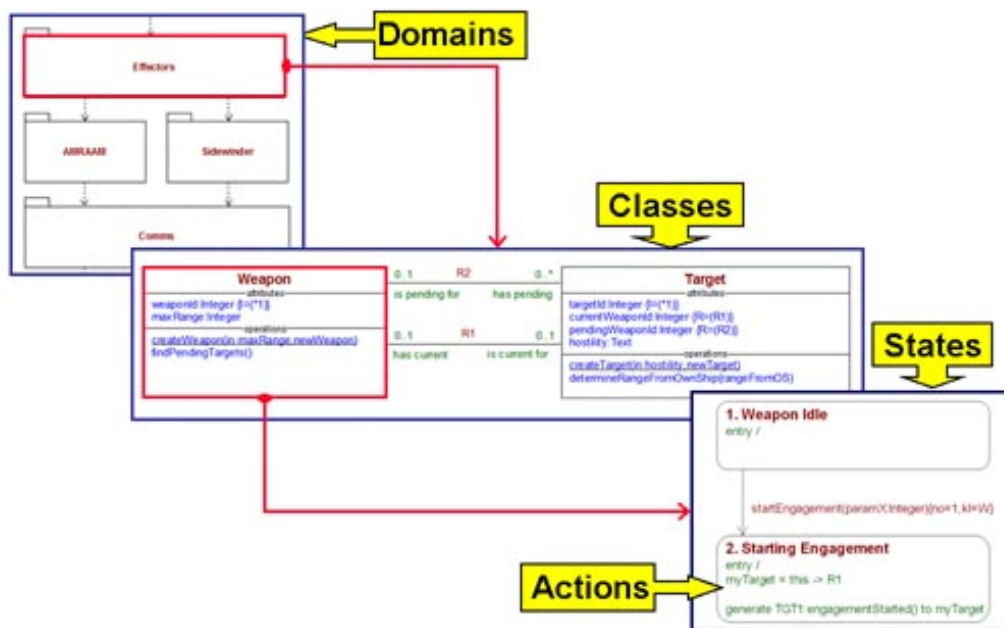 Domains
Effectors
AMRAAM
Sidewinder
Comms
Classes
Weapon
attributes
weaponId:Integer {I=(*1)}
maxRange:Integer
operations
createWeapon(in maxRange,newWeapon)
findPendingTargets()
0..1 R2 0..*
is pending for has pending
0..1 R1 0..1
has current is current for
Target
attributes
targetId:Integer {I=(*1)}
currentWeaponId:Integer {R=(R1)}
pendingWeaponId:Integer {R=(R2)}
hostility:Text
operations
createTarget(in hostility,newTarget)
determineRangeFromOwnShip(rangeFromOS)
States
1. Weapon Idle
entry /
startEngagement(paramX:Integer){no=1,kl=W}
2. Starting Engagement
entry /
myTarget = this -> R1
generate TGT1:engagementStarted() to myTarget
Actions